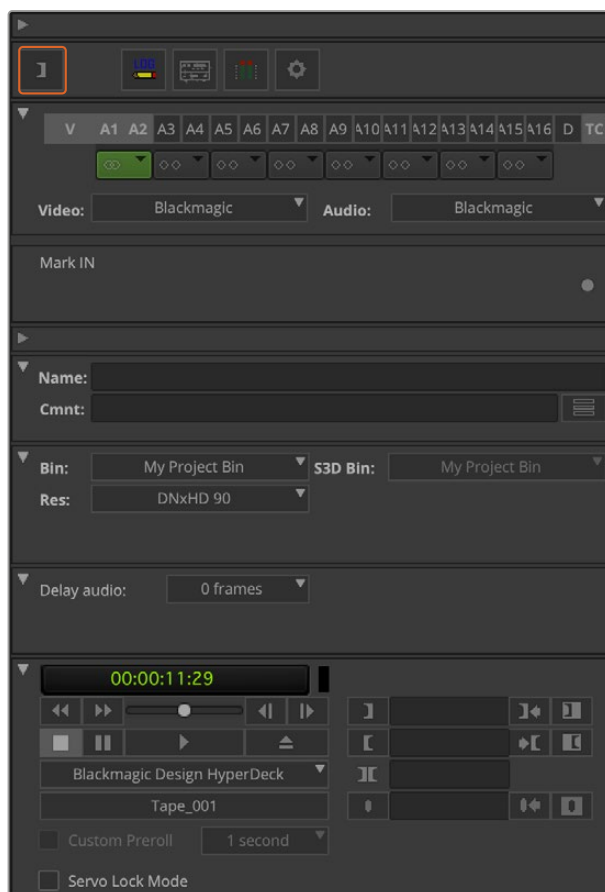 LOG
V A1 A2 A3 A4 A5 A6 A7 A8 A9 A10 A11 A12 A13 A14 A15 A16 D TC
Video: Blackmagic Audio: Blackmagic
Mark IN
Name:
Cmnt:
Bin: My Project Bin S3D Bin: My Project Bin
Res: DNxHD 90
Delay audio: 0 frames
00:00:11:29
Blackmagic Design HyperDeck
Tape_001
Custom Preroll 1 second
Servo Lock Mode